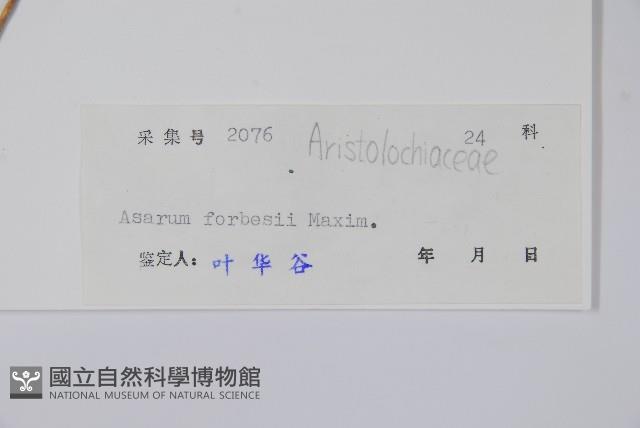 采集号 2076 Aristolochiaceae 24 科
Asarum forbesii Maxim.
鉴定人: 叶华谷 年 月 日
國立自然科學博物館
NATIONAL MUSEUM OF NATURAL SCIENCE